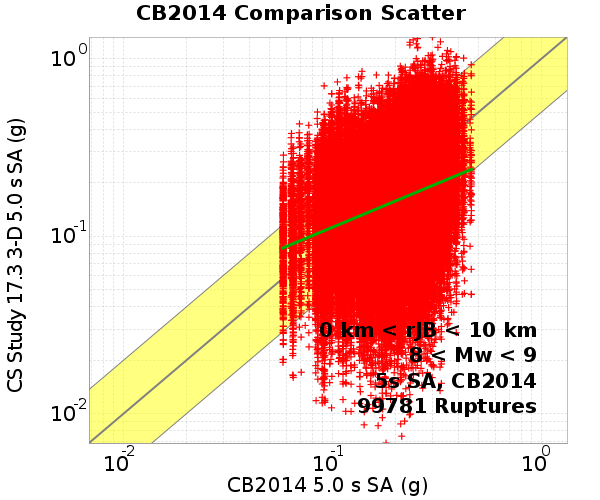 CB2014 Comparison Scatter
CS Study 17.3 3-D 5.0 s SA (g)
10^0
10^-1
10^-2
0 km < rJB < 10 km
8 < Mw < 9
5s SA, CB2014
99781 Ruptures
10^-2 10^-1 10^0
CB2014 5.0 s SA (g)